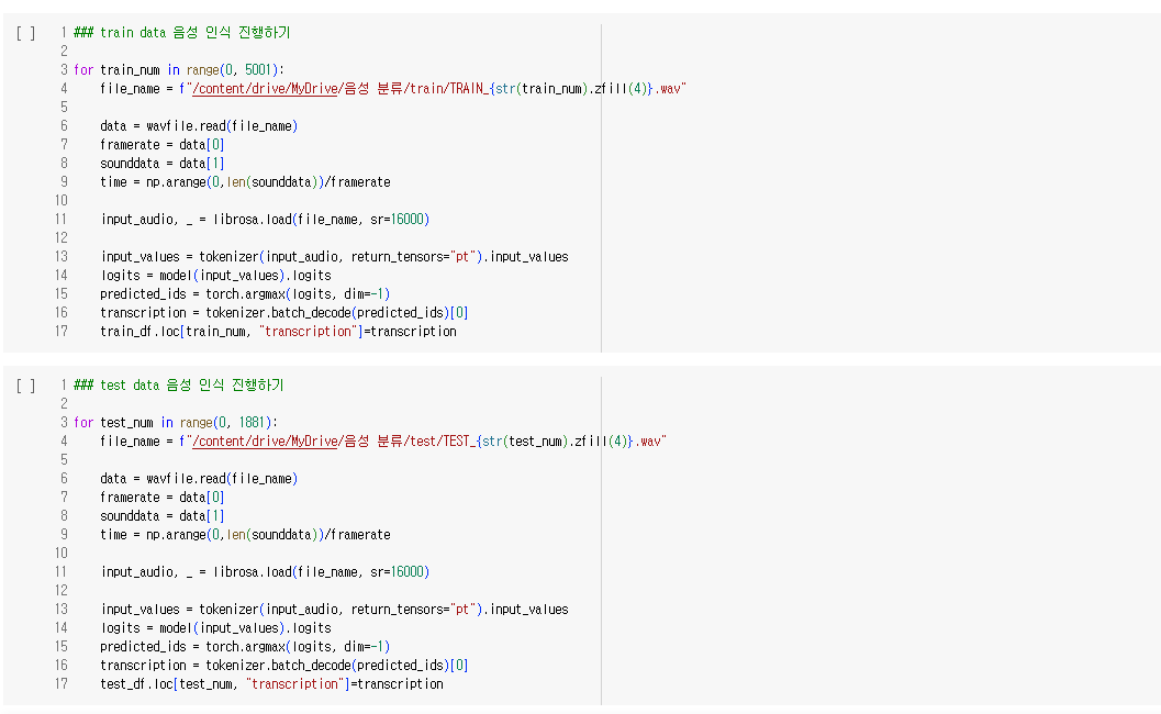 [ ] 1 ### train data 음성 인식 진행하기
2
3 for train_num in range(0, 5001):
4     file_name = f"/content/drive/MyDrive/음성 분류/train/TRAIN_{str(train_num).zfill(4)}.wav"
5
6     data = wavfile.read(file_name)
7     framerate = data[0]
8     sounddata = data[1]
9     time = np.arange(0,len(sounddata))/framerate
10
11     input_audio, _ = librosa.load(file_name, sr=16000)
12
13     input_values = tokenizer(input_audio, return_tensors="pt").input_values
14     logits = model(input_values).logits
15     predicted_ids = torch.argmax(logits, dim=-1)
16     transcription = tokenizer.batch_decode(predicted_ids)[0]
17     train_df.loc[train_num, "transcription"]=transcription
[ ] 1 ### test data 음성 인식 진행하기
2
3 for test_num in range(0, 1881):
4     file_name = f"/content/drive/MyDrive/음성 분류/test/TEST_{str(test_num).zfill(4)}.wav"
5
6     data = wavfile.read(file_name)
7     framerate = data[0]
8     sounddata = data[1]
9     time = np.arange(0,len(sounddata))/framerate
10
11     input_audio, _ = librosa.load(file_name, sr=16000)
12
13     input_values = tokenizer(input_audio, return_tensors="pt").input_values
14     logits = model(input_values).logits
15     predicted_ids = torch.argmax(logits, dim=-1)
16     transcription = tokenizer.batch_decode(predicted_ids)[0]
17     test_df.loc[test_num, "transcription"]=transcription